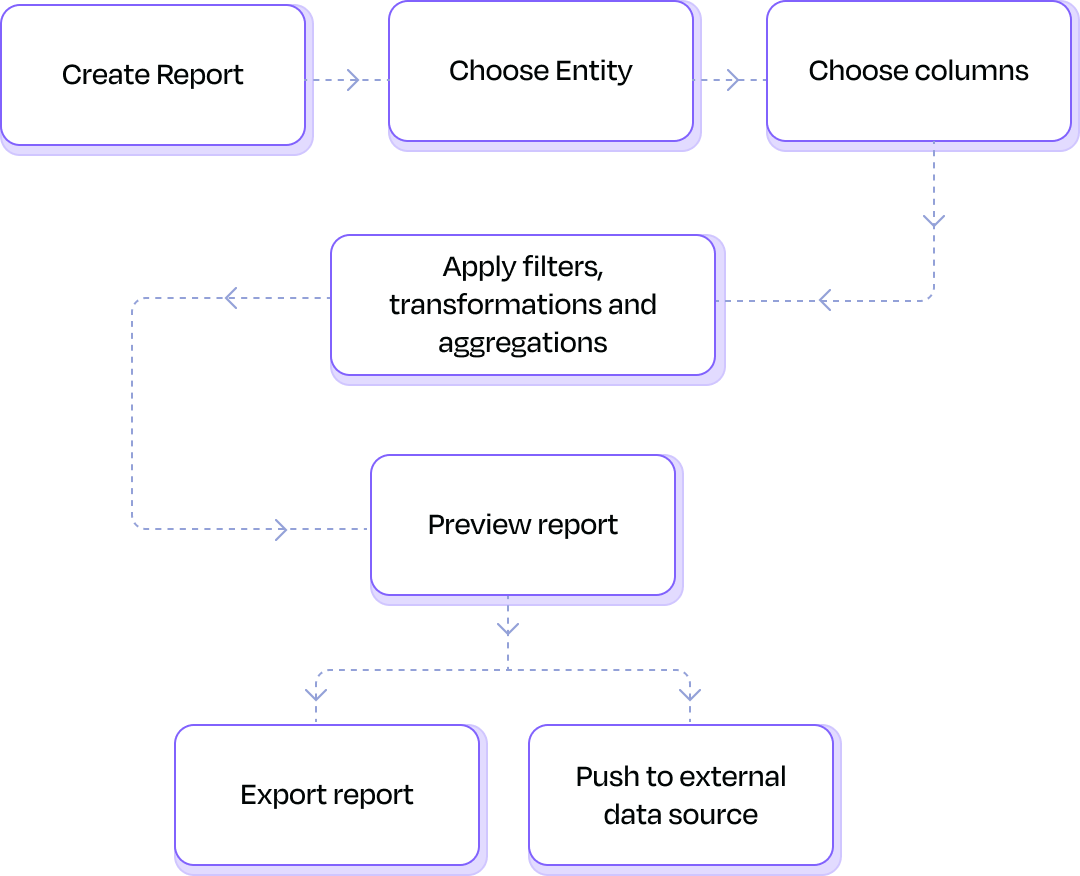 Create Report
Choose Entity
Choose columns
Apply filters,
transformations and
aggregations
Preview report
Export report
Push to external
data source